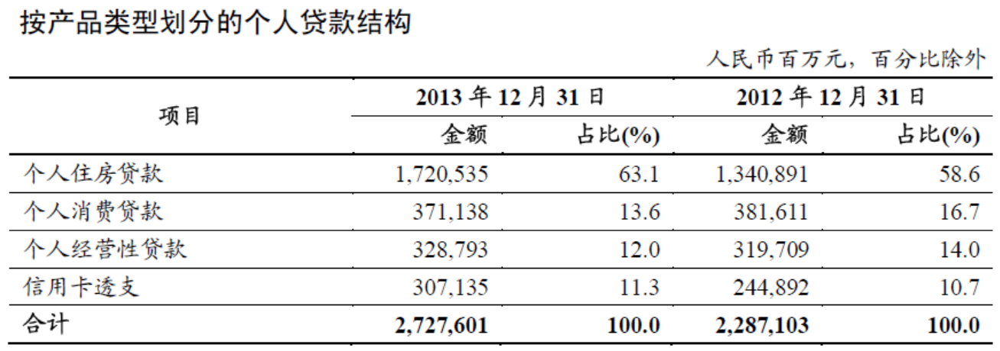 按产品类型划分的个人贷款结构
人民币百万元，百分比除外
项目 2013 年 12 月 31 日 2012 年 12 月 31 日
金额 占比(%) 金额 占比(%)
个人住房贷款 1,720,535 63.1 1,340,891 58.6
个人消费贷款 371,138 13.6 381,611 16.7
个人经营性贷款 328,793 12.0 319,709 14.0
信用卡透支 307,135 11.3 244,892 10.7
合计 2,727,601 100.0 2,287,103 100.0